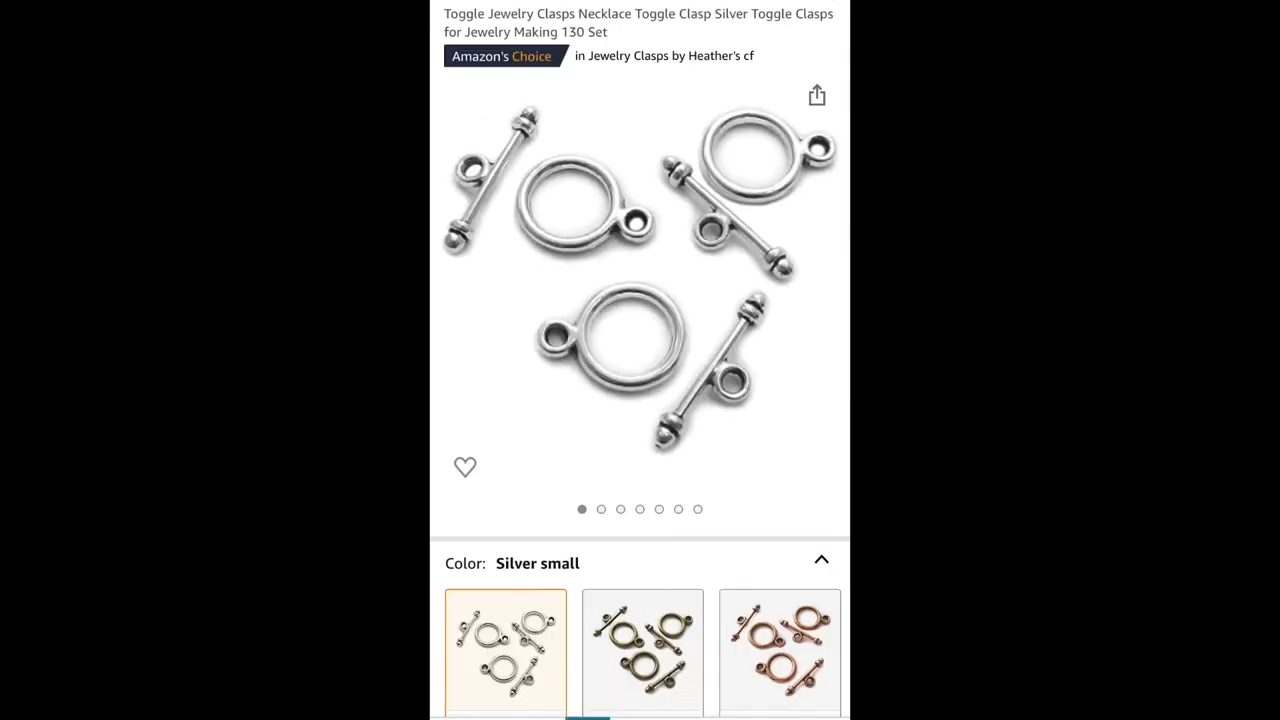 Toggle Jewelry Clasps Necklace Toggle Clasp Silver Toggle Clasps
for Jewelry Making 130 Set
Amazon's Choice in Jewelry Clasps by Heather's cf
Color: Silver small